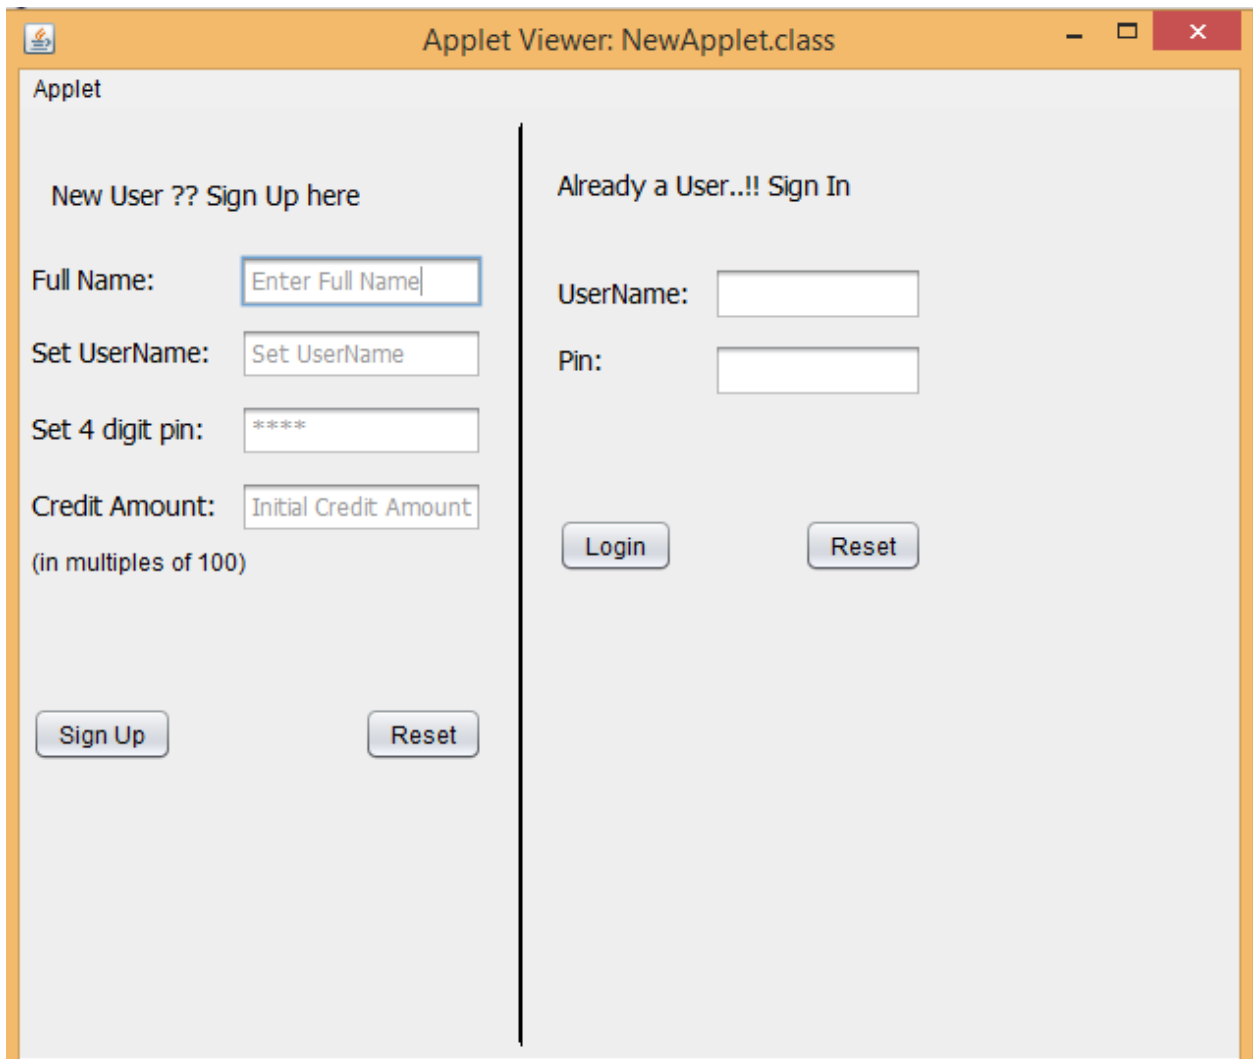 Applet Viewer: NewApplet.class
Applet
New User ?? Sign Up here
Full Name:
Enter Full Name
Set UserName:
Set UserName
Set 4 digit pin:
****
Credit Amount:
Initial Credit Amount
(in multiples of 100)
Sign Up
Reset
Already a User..!! Sign In
UserName:
Pin:
Login
Reset